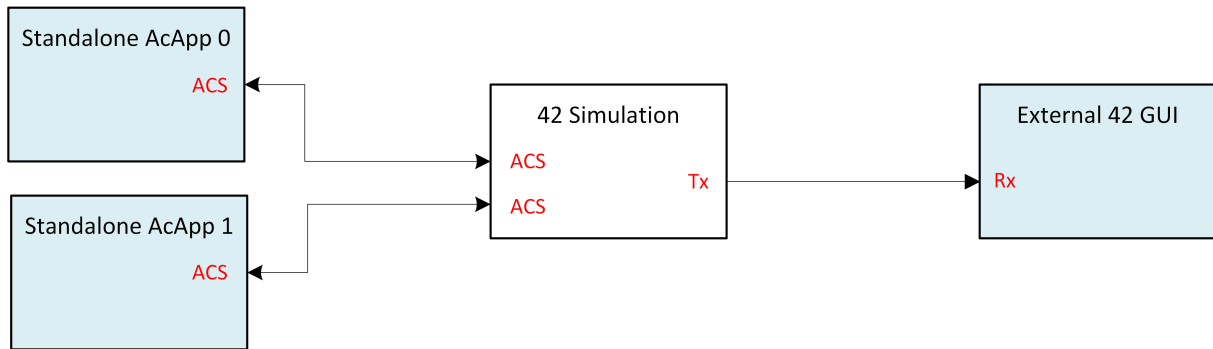 Standalone AcApp 0
ACS
Standalone AcApp 1
ACS
42 Simulation
ACS
ACS
Tx
External 42 GUI
Rx